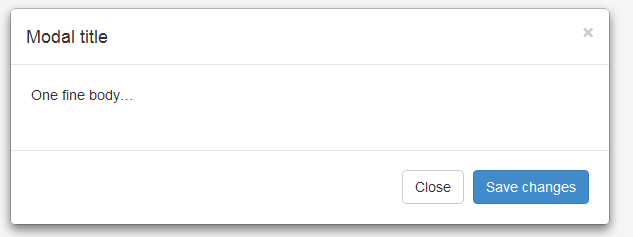 Modal title ×
One fine body…
Close Save changes